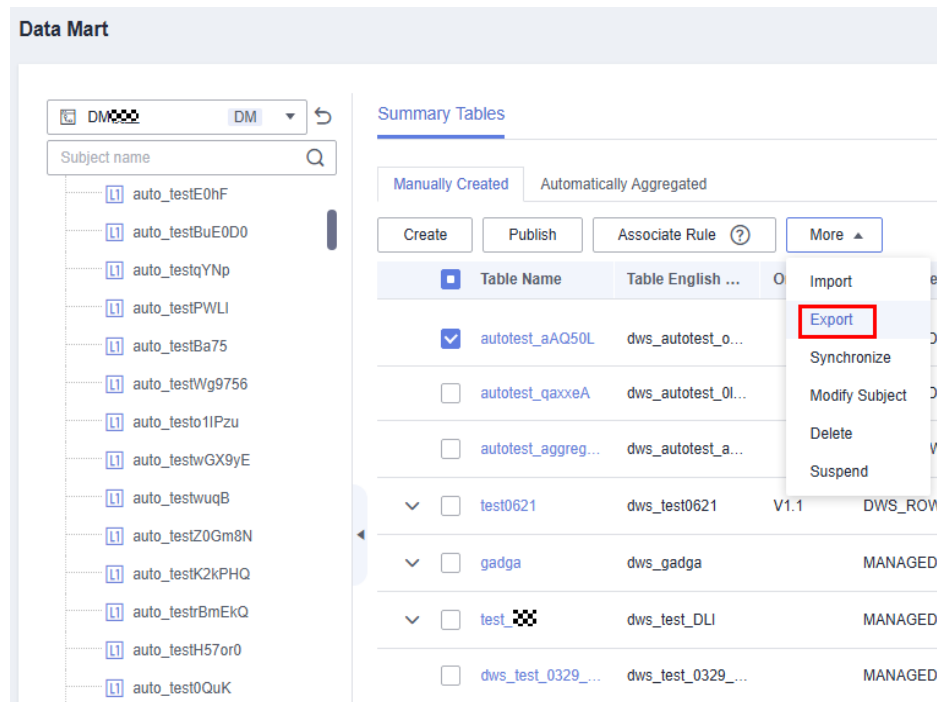 Data Mart
DM
DM
Subject name
auto_testE0hF
auto_testBuE0D0
auto_testqYNp
auto_testPWLI
auto_testBa75
auto_testWg9756
auto_testo1IPzu
auto_testwGX9yE
auto_testwuqB
auto_testZ0Gm8N
auto_testK2kPHQ
auto_testrBmEkQ
auto_testH57or0
auto_test0QuK
Summary Tables
Manually Created Automatically Aggregated
Create Publish Associate Rule ? More
Table Name Table English ...
autotest_aAQ50L dws_autotest_o...
autotest_qaxxeA dws_autotest_0l...
autotest_aggreg... dws_autotest_a...
test0621 dws_test0621 V1.1 DWS_ROW
gadga dws_gadga MANAGED
test_ dws_test_DLI MANAGED
dws_test_0329_... dws_test_0329_... MANAGED
Import
Export
Synchronize
Modify Subject
Delete
Suspend